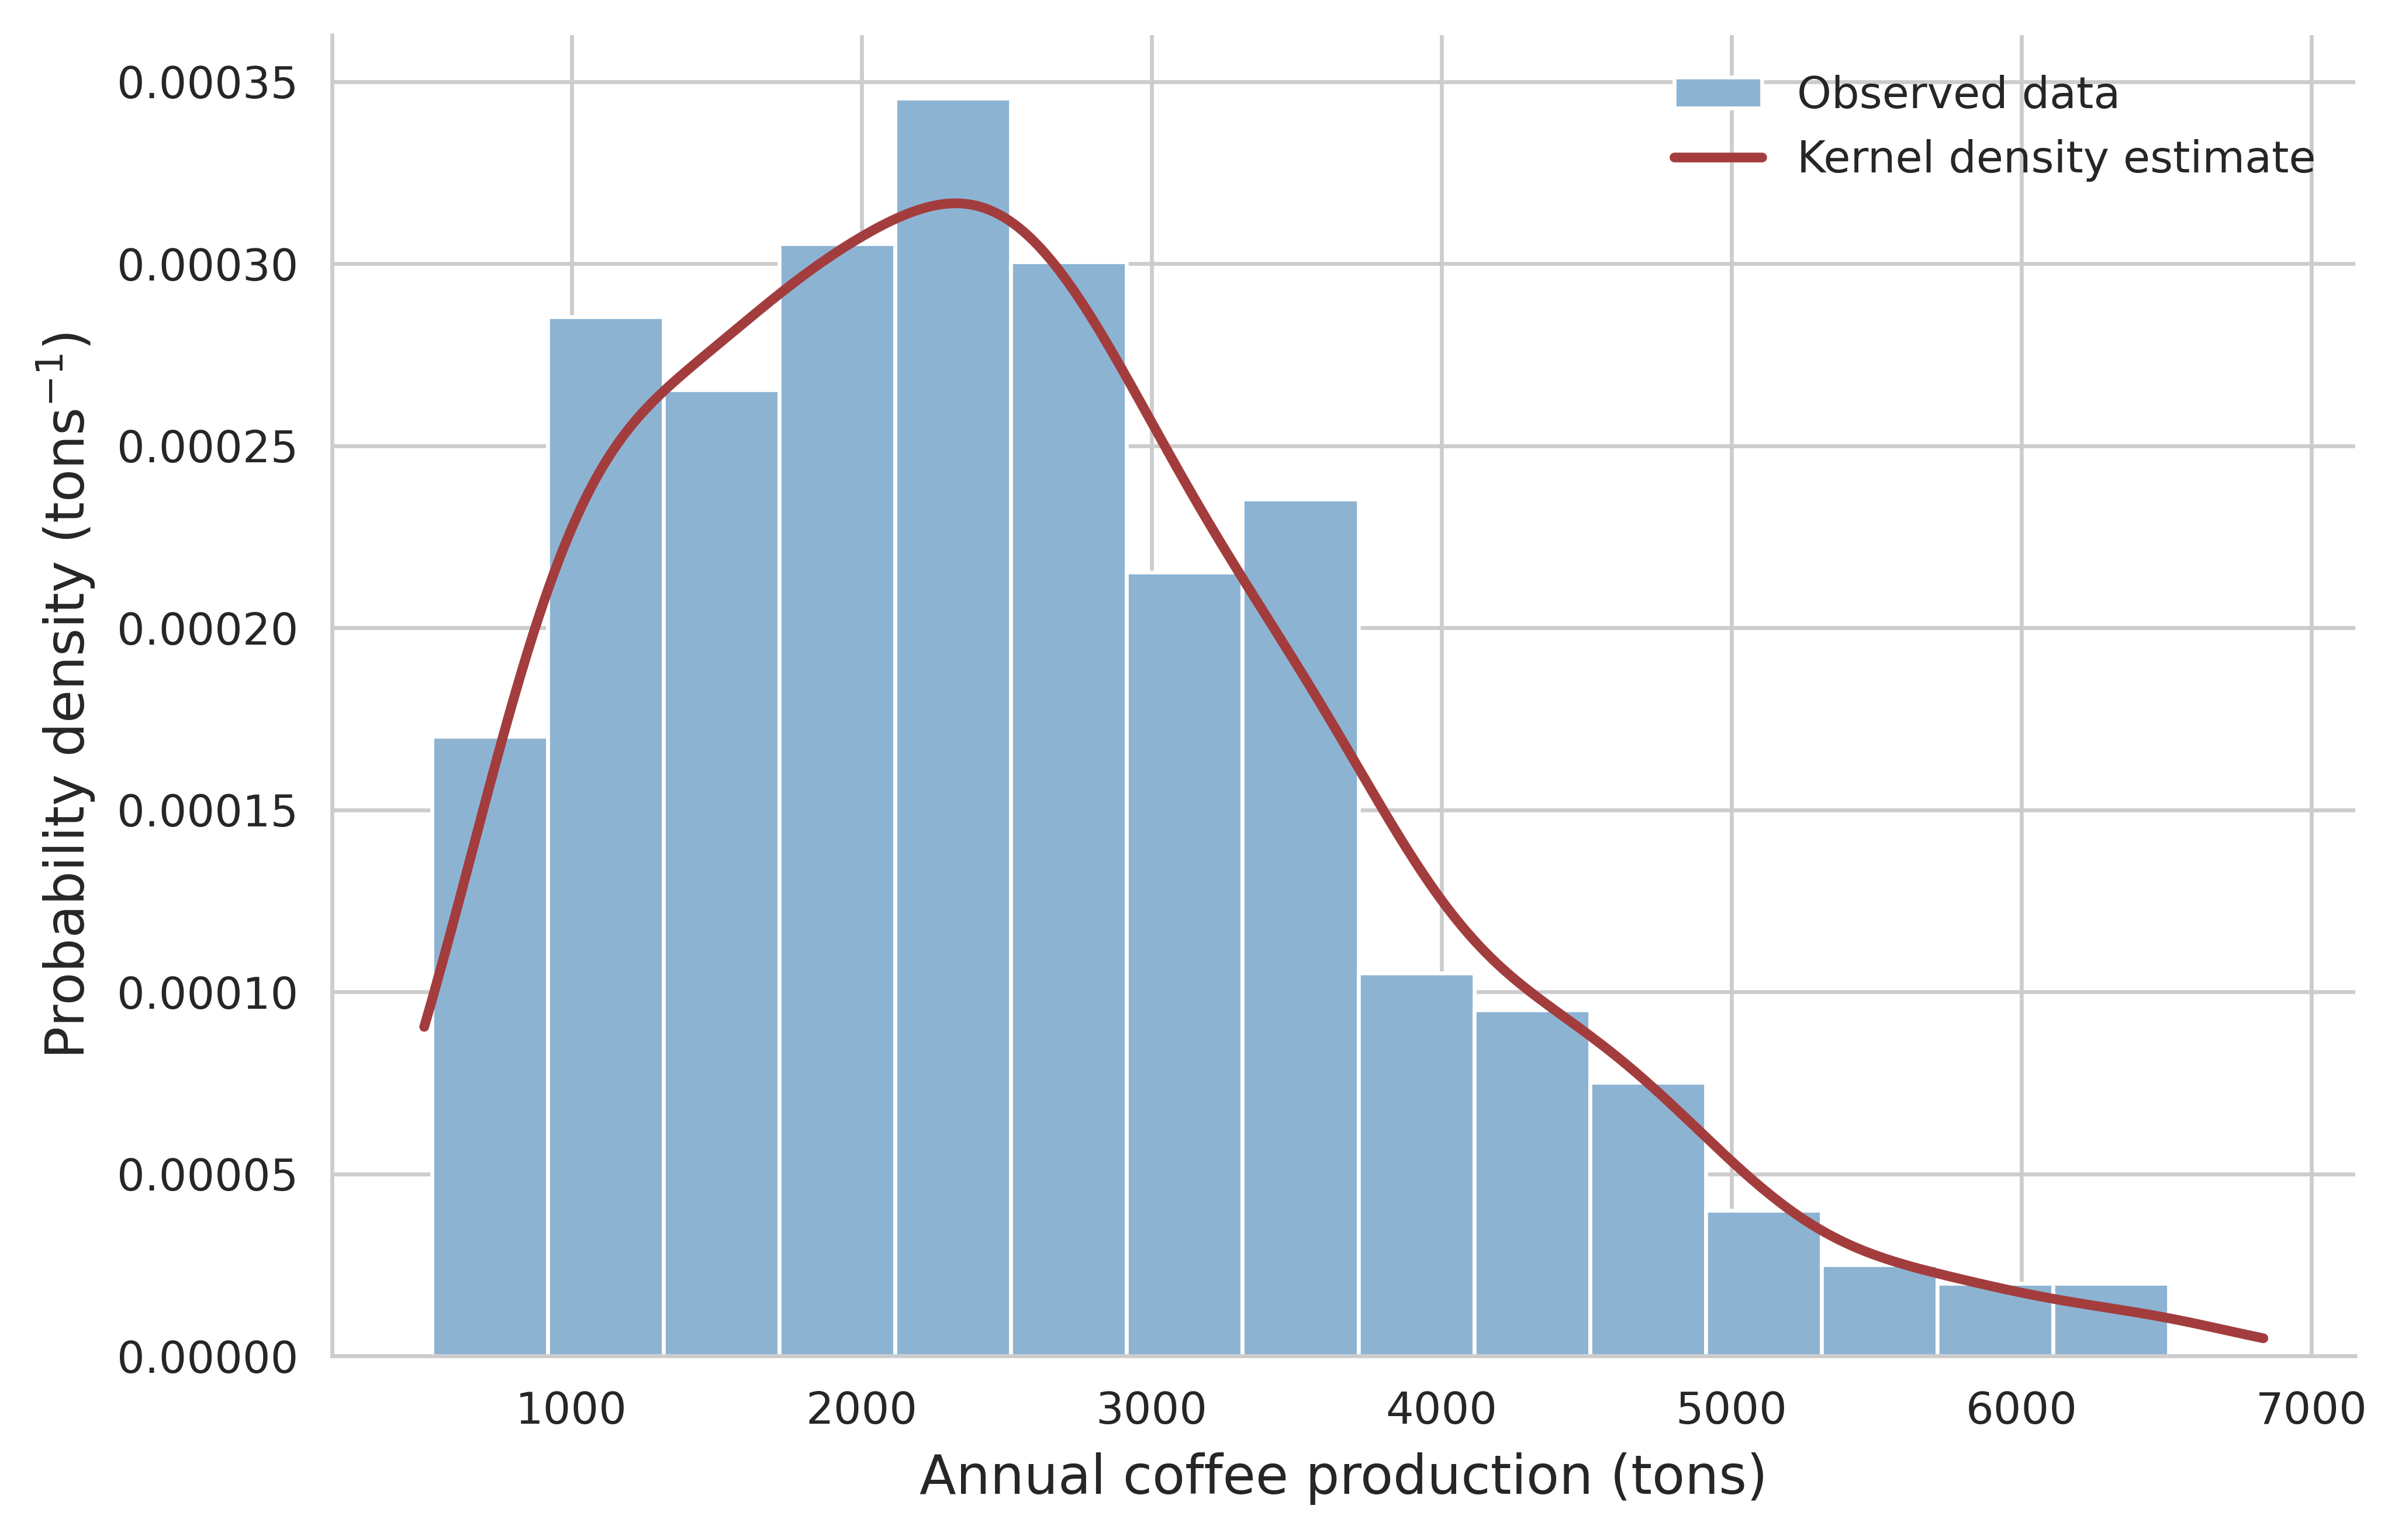 0.00035
0.00030
0.00025
0.00020
0.00015
0.00010
0.00005
0.00000
Probability density (tons⁻¹)
Observed data
Kernel density estimate
1000 2000 3000 4000 5000 6000 7000
Annual coffee production (tons)